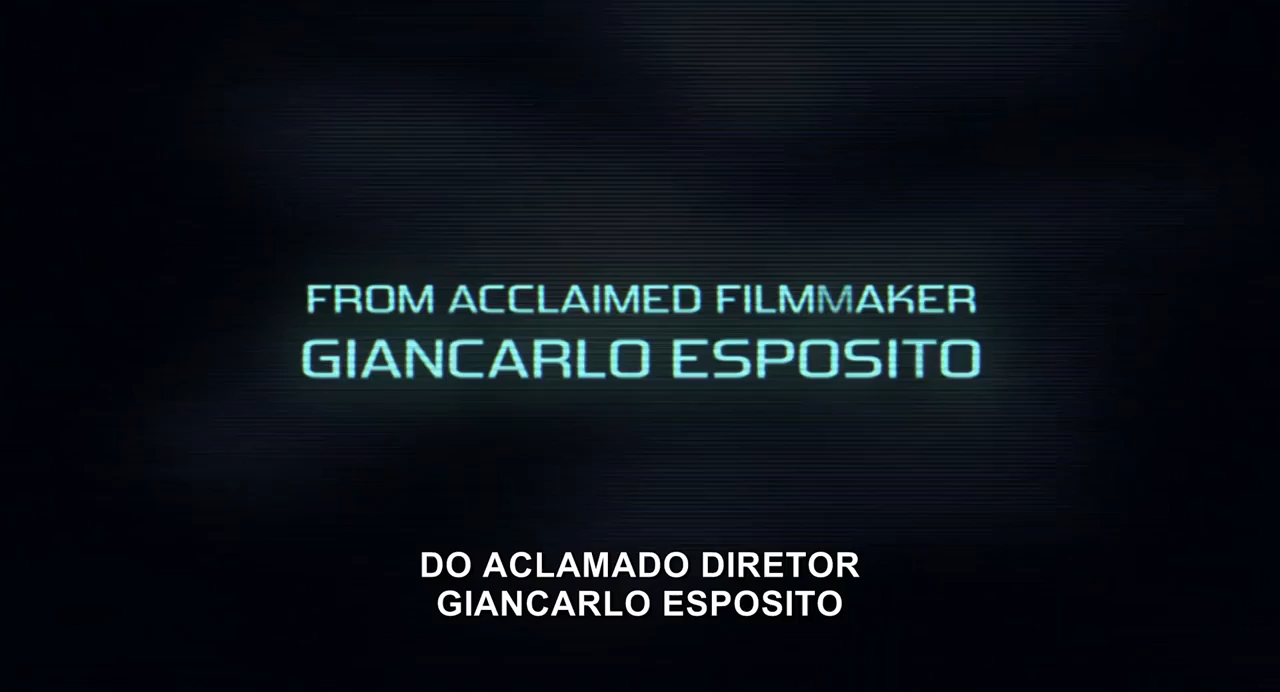 FROM ACCLAIMED FILMMAKER
GIANCARLO ESPOSITO
DO ACLAMADO DIRETOR
GIANCARLO ESPOSITO